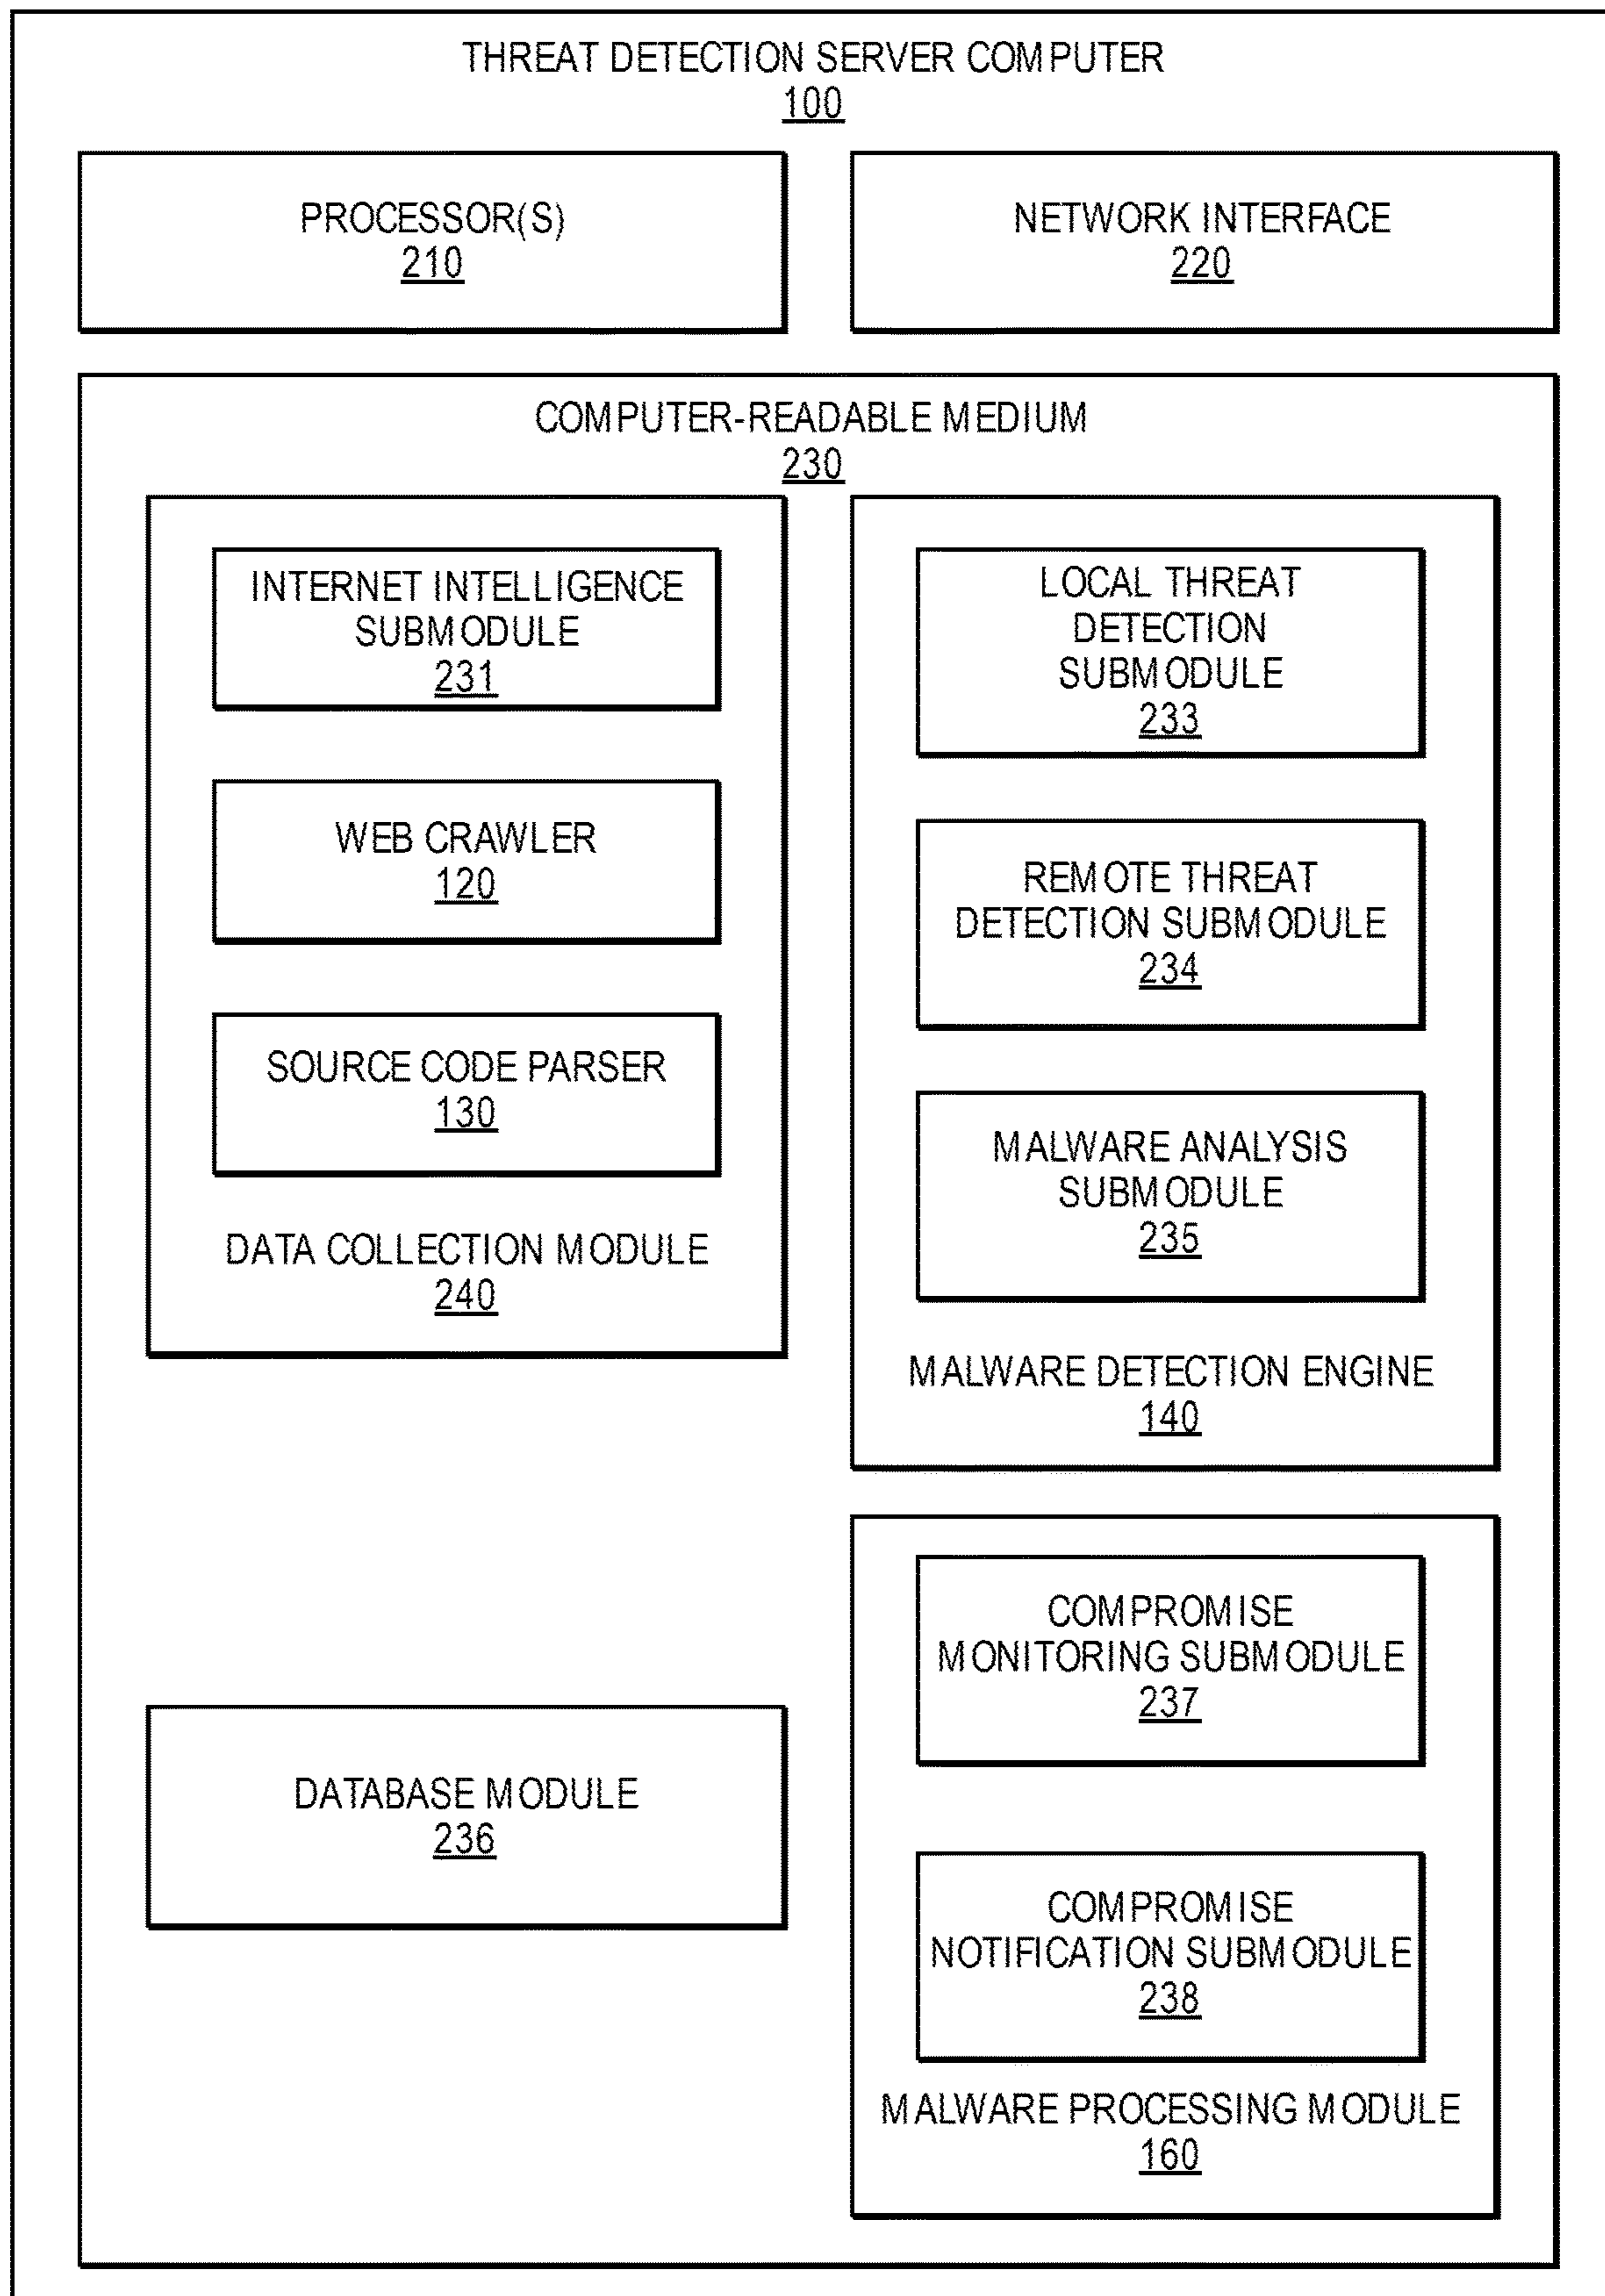 THREAT DETECTION SERVER COMPUTER
100
PROCESSOR(S)
210
NETWORK INTERFACE
220
COMPUTER-READABLE MEDIUM
230
INTERNET INTELLIGENCE
SUBMODULE
231
WEB CRAWLER
120
SOURCE CODE PARSER
130
DATA COLLECTION MODULE
240
LOCAL THREAT
DETECTION
SUBMODULE
233
REMOTE THREAT
DETECTION SUBMODULE
234
MALWARE ANALYSIS
SUBMODULE
235
MALWARE DETECTION ENGINE
140
DATABASE MODULE
236
COMPROMISE
MONITORING SUBMODULE
237
COMPROMISE
NOTIFICATION SUBMODULE
238
MALWARE PROCESSING MODULE
160